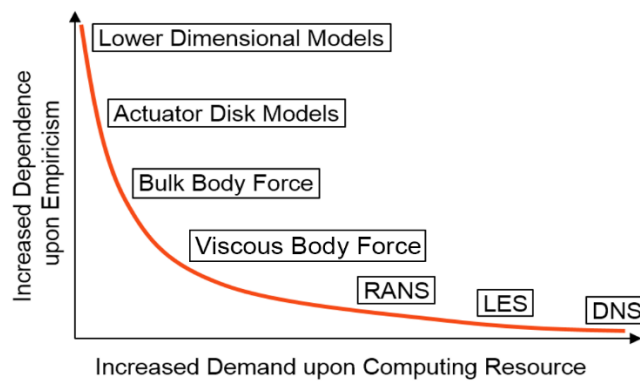 Increased Dependence
upon Empiricism
Lower Dimensional Models
Actuator Disk Models
Bulk Body Force
Viscous Body Force
RANS
LES
DNS
Increased Demand upon Computing Resource